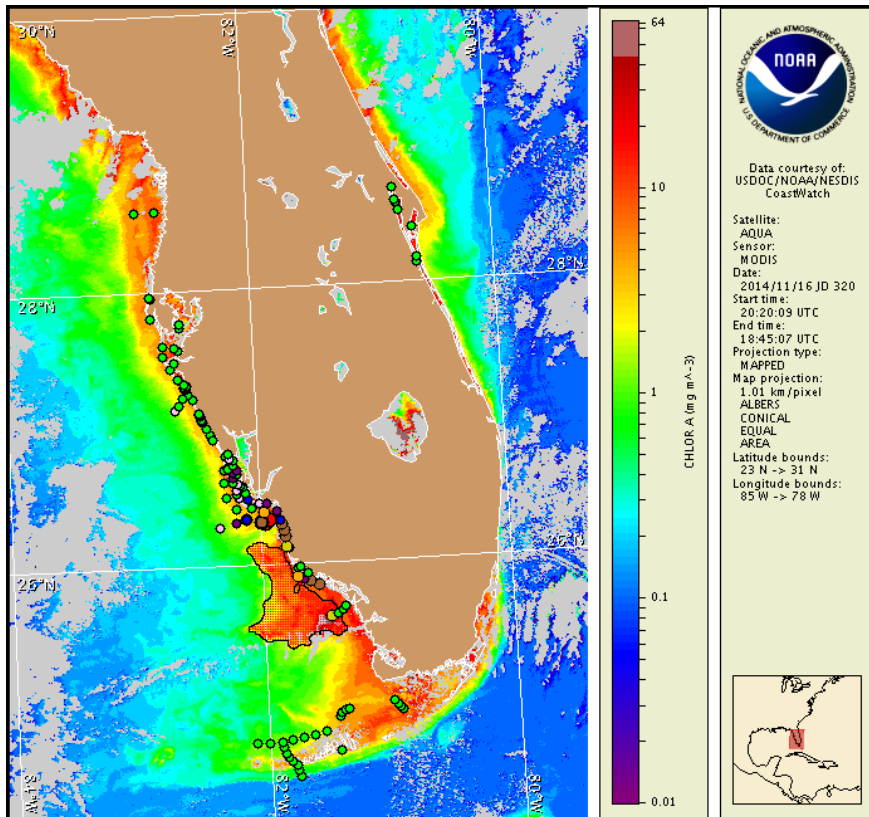 30°N
82°W
80°W
28°N
28°N
26°N
26°N
84°W
82°W
80°W
64
10
1
0.1
0.01
CHLOR A (mg m^-3)
NATIONAL OCEANIC AND ATMOSPHERIC ADMINISTRATION
NOAA
U.S. DEPARTMENT OF COMMERCE
Data courtesy of:
USDOC/NOAA/NESDIS
CoastWatch
Satellite:
AQUA
Sensor:
MODIS
Date:
2014/11/16 JD 320
Start time:
20:20:09 UTC
End time:
18:45:07 UTC
Projection type:
MAPPED
Map projection:
1.01 km/pixel
ALBERS
CONICAL
EQUAL
AREA
Latitude bounds:
23 N -> 31 N
Longitude bounds:
85 W -> 78 W